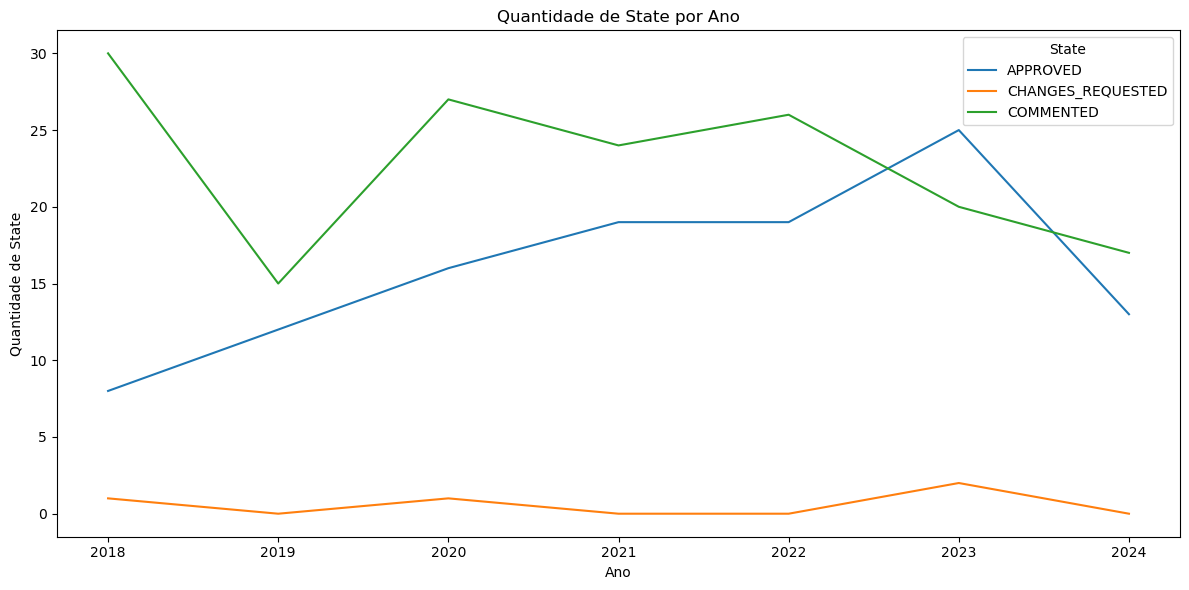 Quantidade de State por Ano
State
APPROVED
CHANGES_REQUESTED
COMMENTED
Quantidade de State
30
25
20
15
10
5
0
2018 2019 2020 2021 2022 2023 2024
Ano